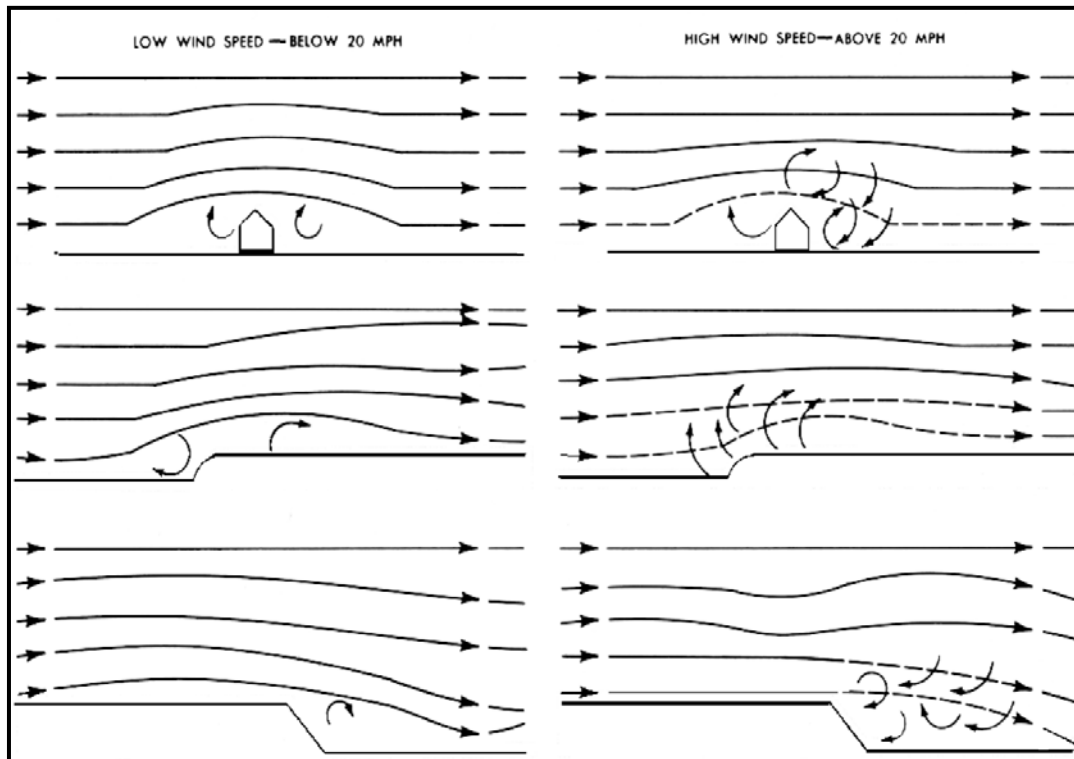 LOW WIND SPEED — BELOW 20 MPH
HIGH WIND SPEED — ABOVE 20 MPH